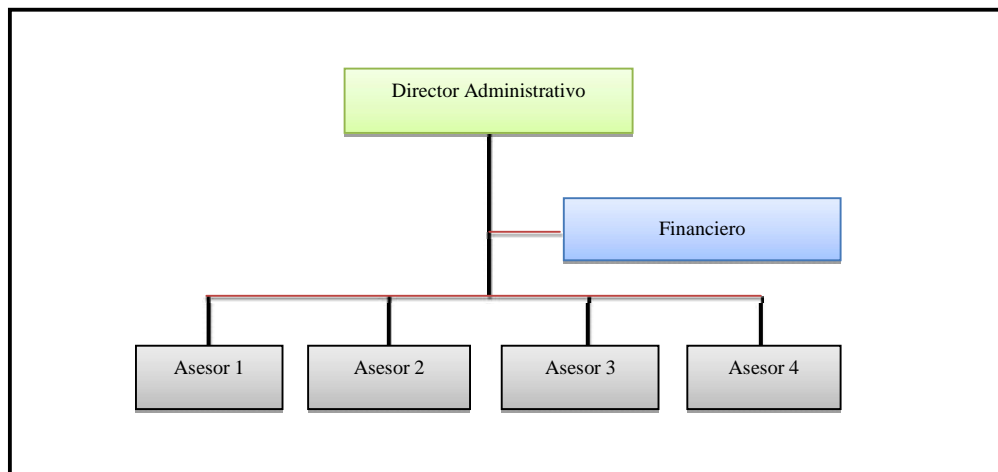 Director Administrativo
Financiero
Asesor 1
Asesor 2
Asesor 3
Asesor 4